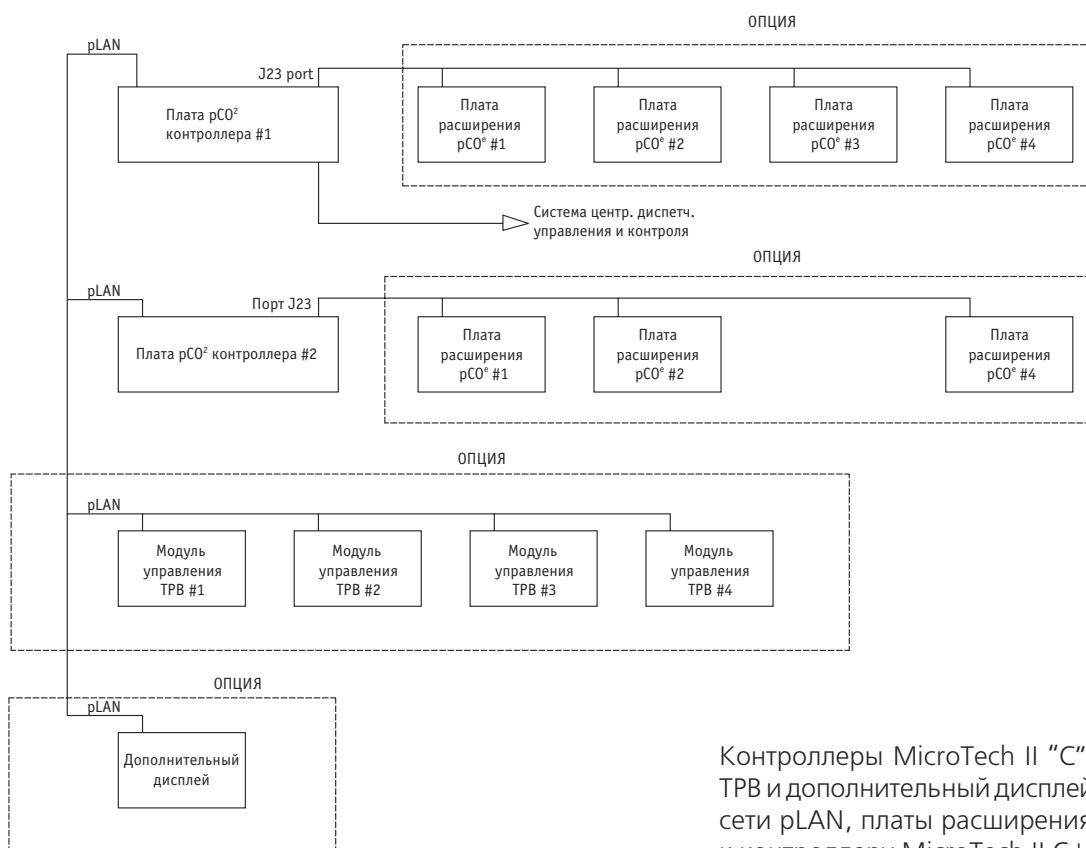 ОПЦИЯ
pLAN
J23 port
Плата pCO² контроллера #1
Плата расширения pCOᵉ #1
Плата расширения pCOᵉ #2
Плата расширения pCOᵉ #3
Плата расширения pCOᵉ #4
Система центр. диспетч.
управления и контроля
ОПЦИЯ
pLAN
Порт J23
Плата pCO² контроллера #2
Плата расширения pCOᵉ #1
Плата расширения pCOᵉ #2
Плата расширения pCOᵉ #4
ОПЦИЯ
pLAN
Модуль управления ТРВ #1
Модуль управления ТРВ #2
Модуль управления ТРВ #3
Модуль управления ТРВ #4
ОПЦИЯ
pLAN
Дополнительный дисплей
Контроллеры MicroTech II “C”
ТРВ и дополнительный дисплей
сети pLAN, платы расширения